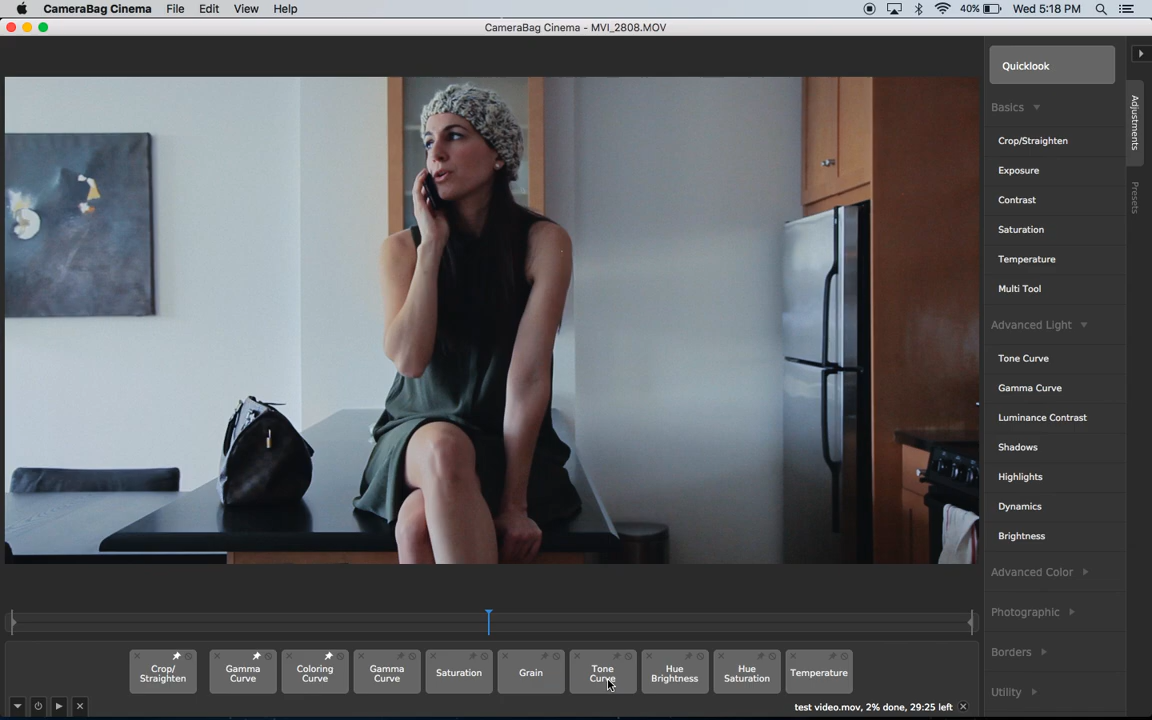 CameraBag Cinema File Edit View Help 40% Wed 5:18 PM
CameraBag Cinema - MVI_2808.MOV
Quicklook
Basics
Crop/Straighten
Exposure
Contrast
Saturation
Temperature
Multi Tool
Advanced Light
Tone Curve
Gamma Curve
Luminance Contrast
Shadows
Highlights
Dynamics
Brightness
Advanced Color
Photographic
Borders
Utility
Adjustments
Presets
Crop/
Straighten
Gamma
Curve
Coloring
Curve
Gamma
Curve
Saturation
Grain
Tone
Curve
Hue
Brightness
Hue
Saturation
Temperature
test video.mov, 2% done, 29:25 left